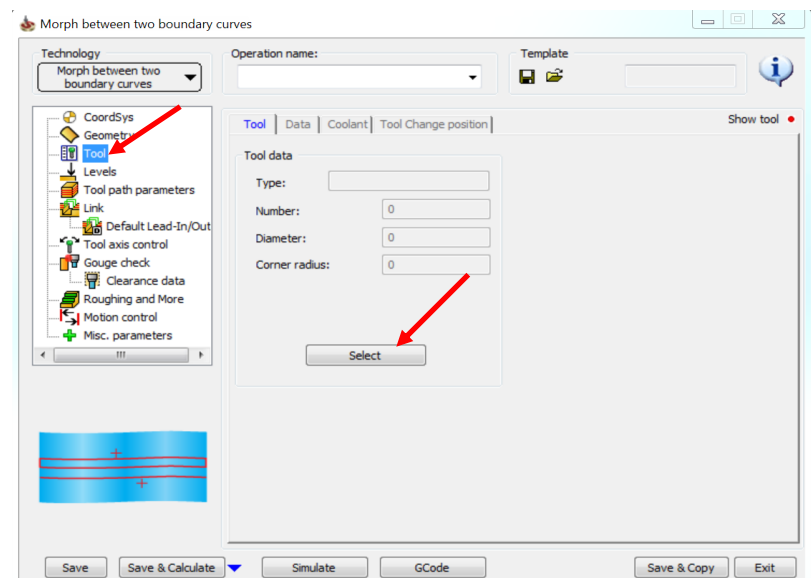 Morph between two boundary curves
Technology
Morph between two
boundary curves
Operation name:
Template
CoordSys
Geometry
Tool
Levels
Tool path parameters
Link
Default Lead-In/Out
Tool axis control
Gouge check
Clearance data
Roughing and More
Motion control
Misc. parameters
Tool
Data
Coolant
Tool Change position
Show tool
Tool data
Type:
Number:
0
Diameter:
0
Corner radius:
0
Select
Save
Save & Calculate
Simulate
GCode
Save & Copy
Exit